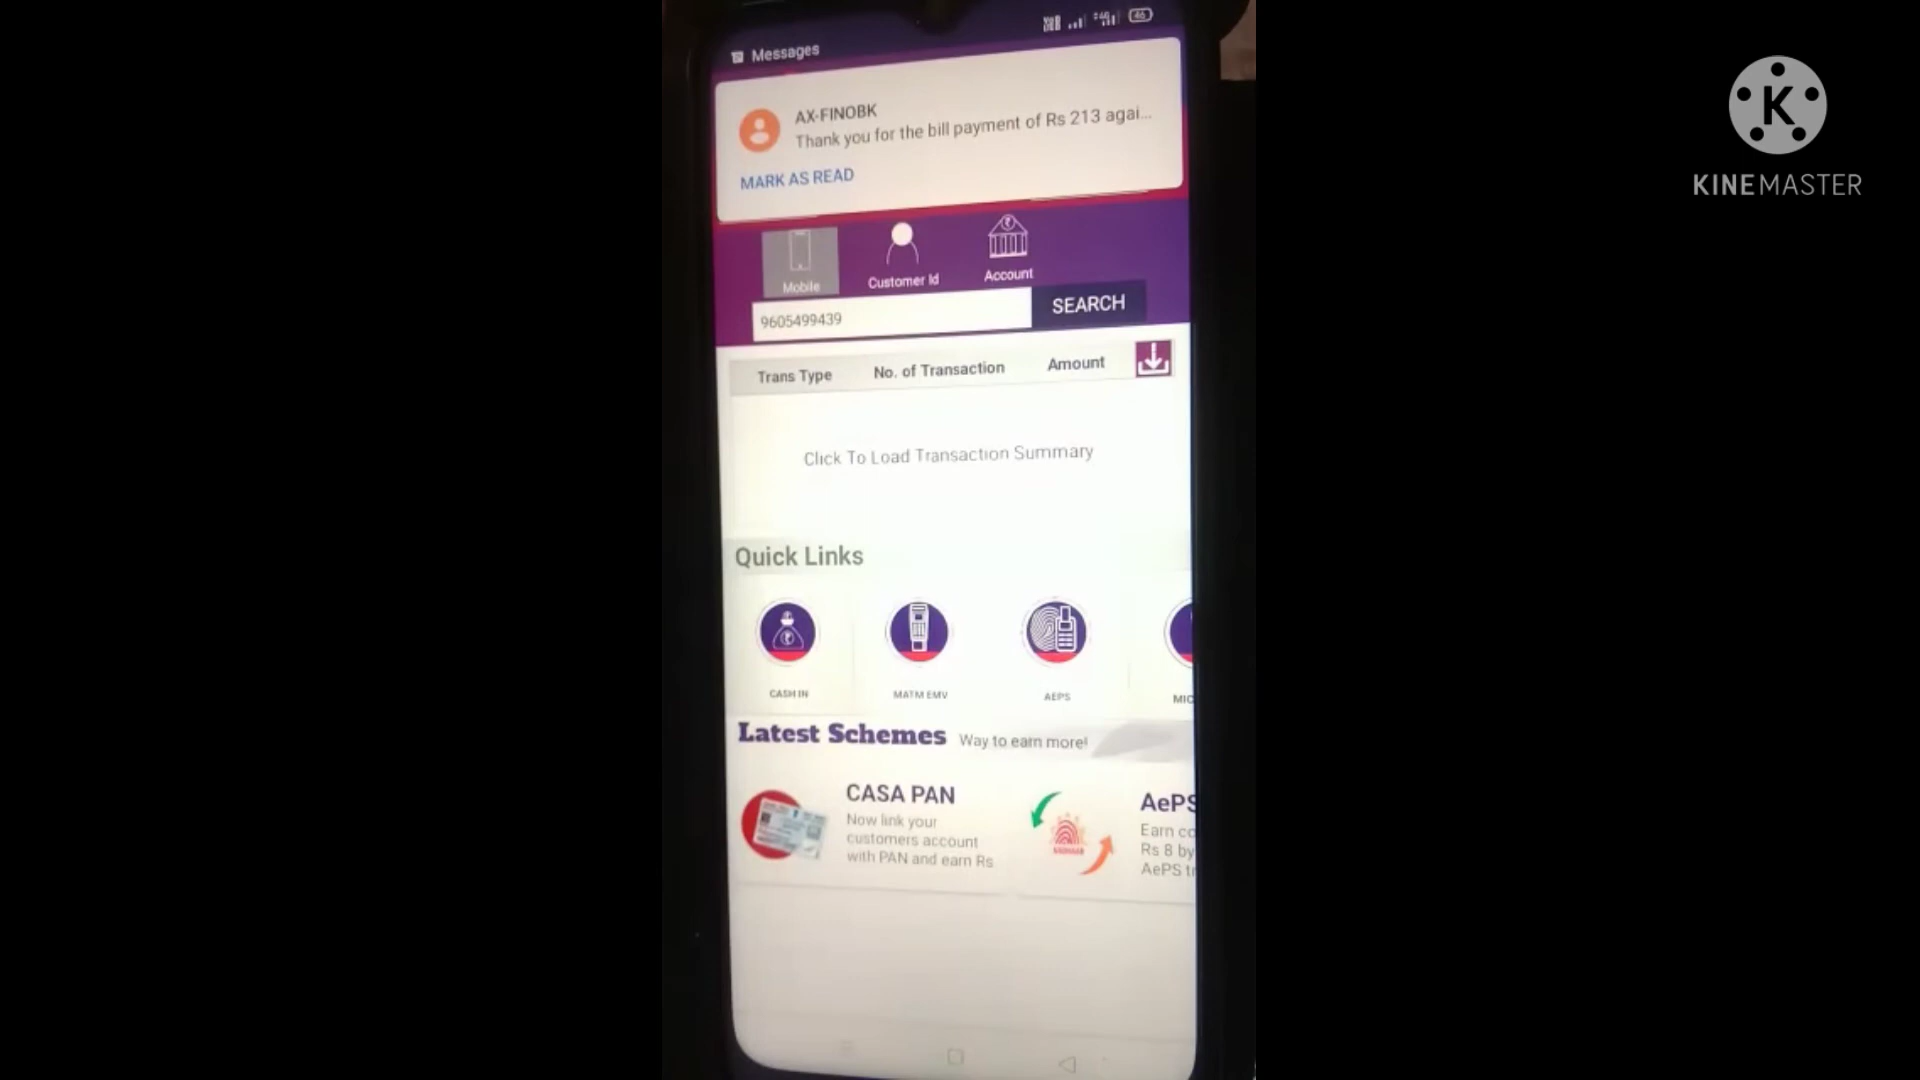 Messages
46
AX-FINOBK
Thank you for the bill payment of Rs 213 agai...
MARK AS READ
Mobile
Customer Id
Account
9605499439
SEARCH
Trans Type
No. of Transaction
Amount
Click To Load Transaction Summary
Quick Links
CASH IN
MATM EMV
AEPS
MIC
Latest Schemes
Way to earn more!
CASA PAN
Now link your
customers account
with PAN and earn Rs
AADHAAR
AePS
Earn co
Rs 8 by
AePS tr
K
KINEMASTER